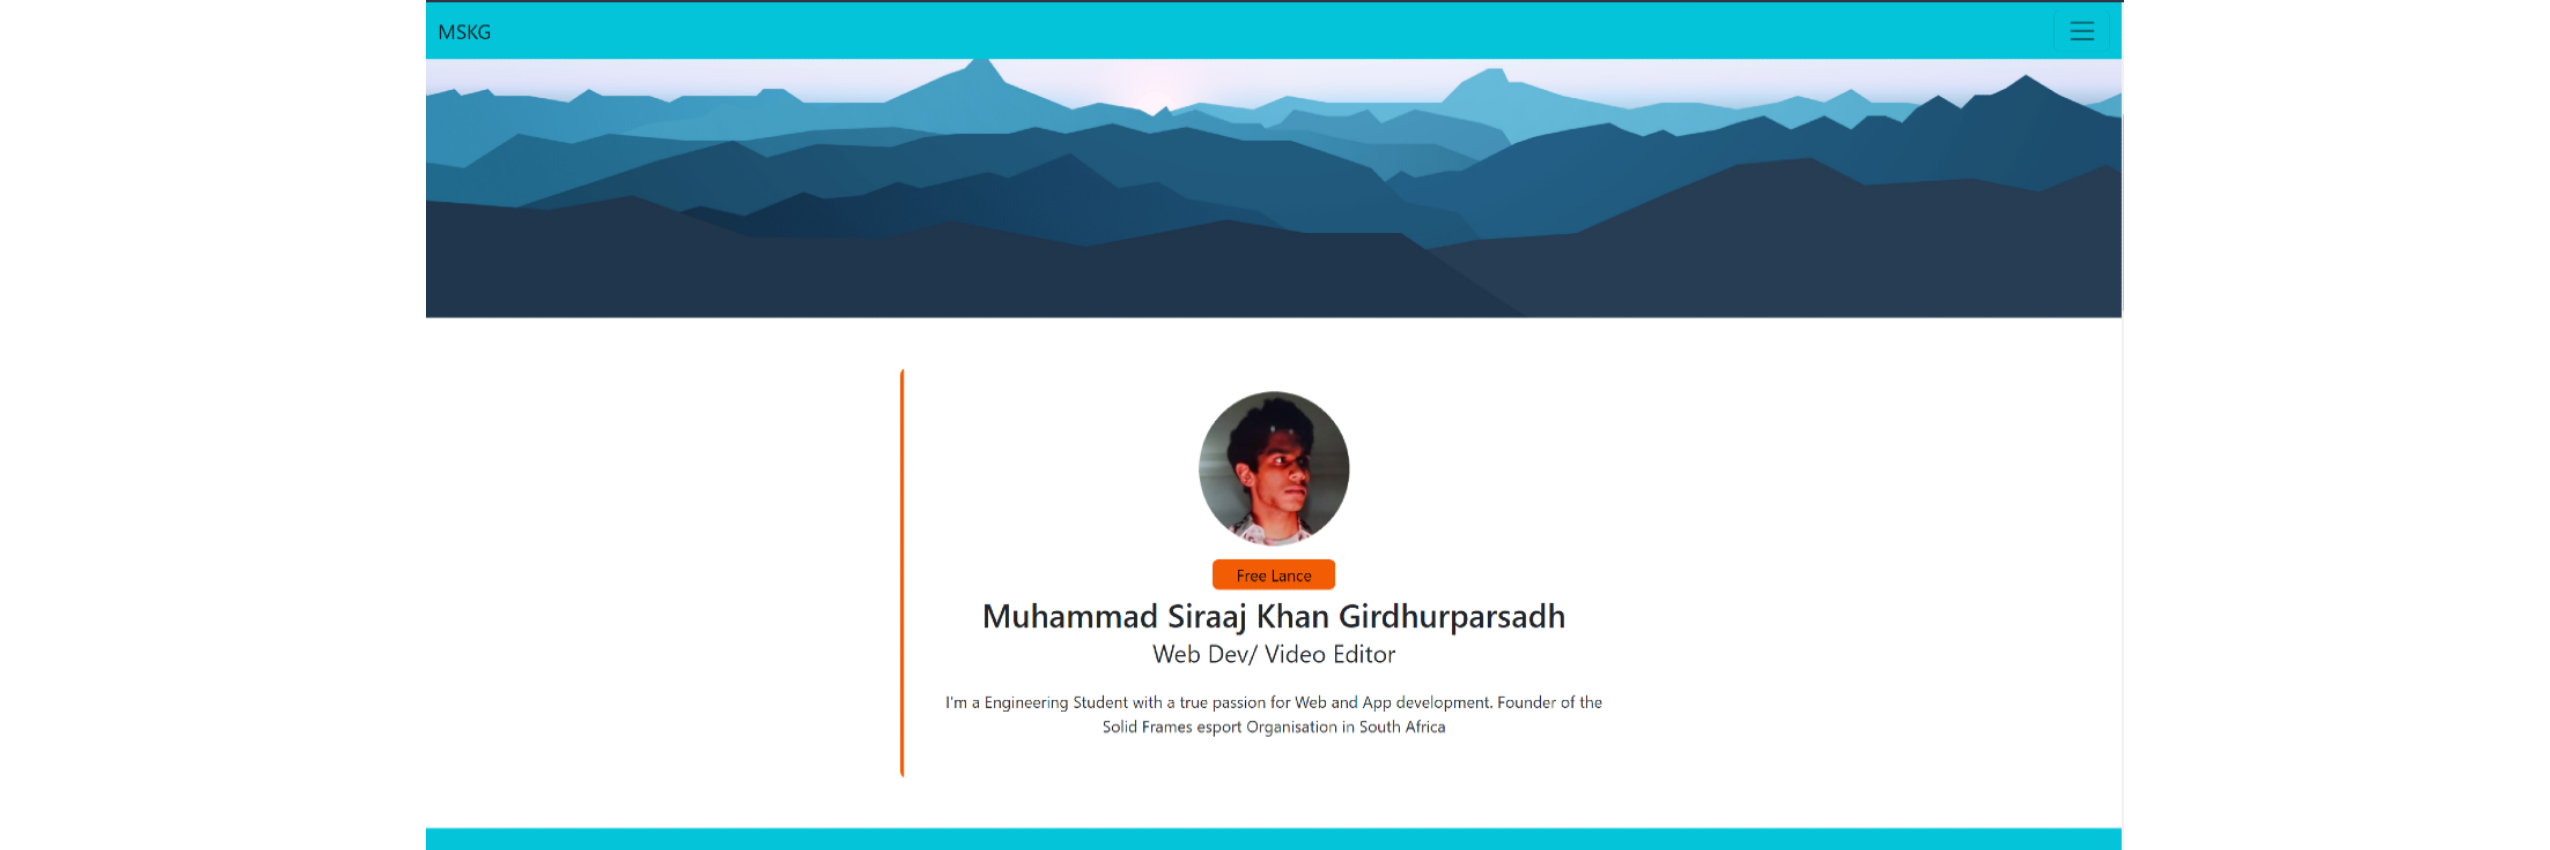 MSKG
Free Lance
Muhammad Siraaj Khan Girdhurparsadh
Web Dev/ Video Editor
I'm a Engineering Student with a true passion for Web and App development. Founder of the
Solid Frames esport Organisation in South Africa